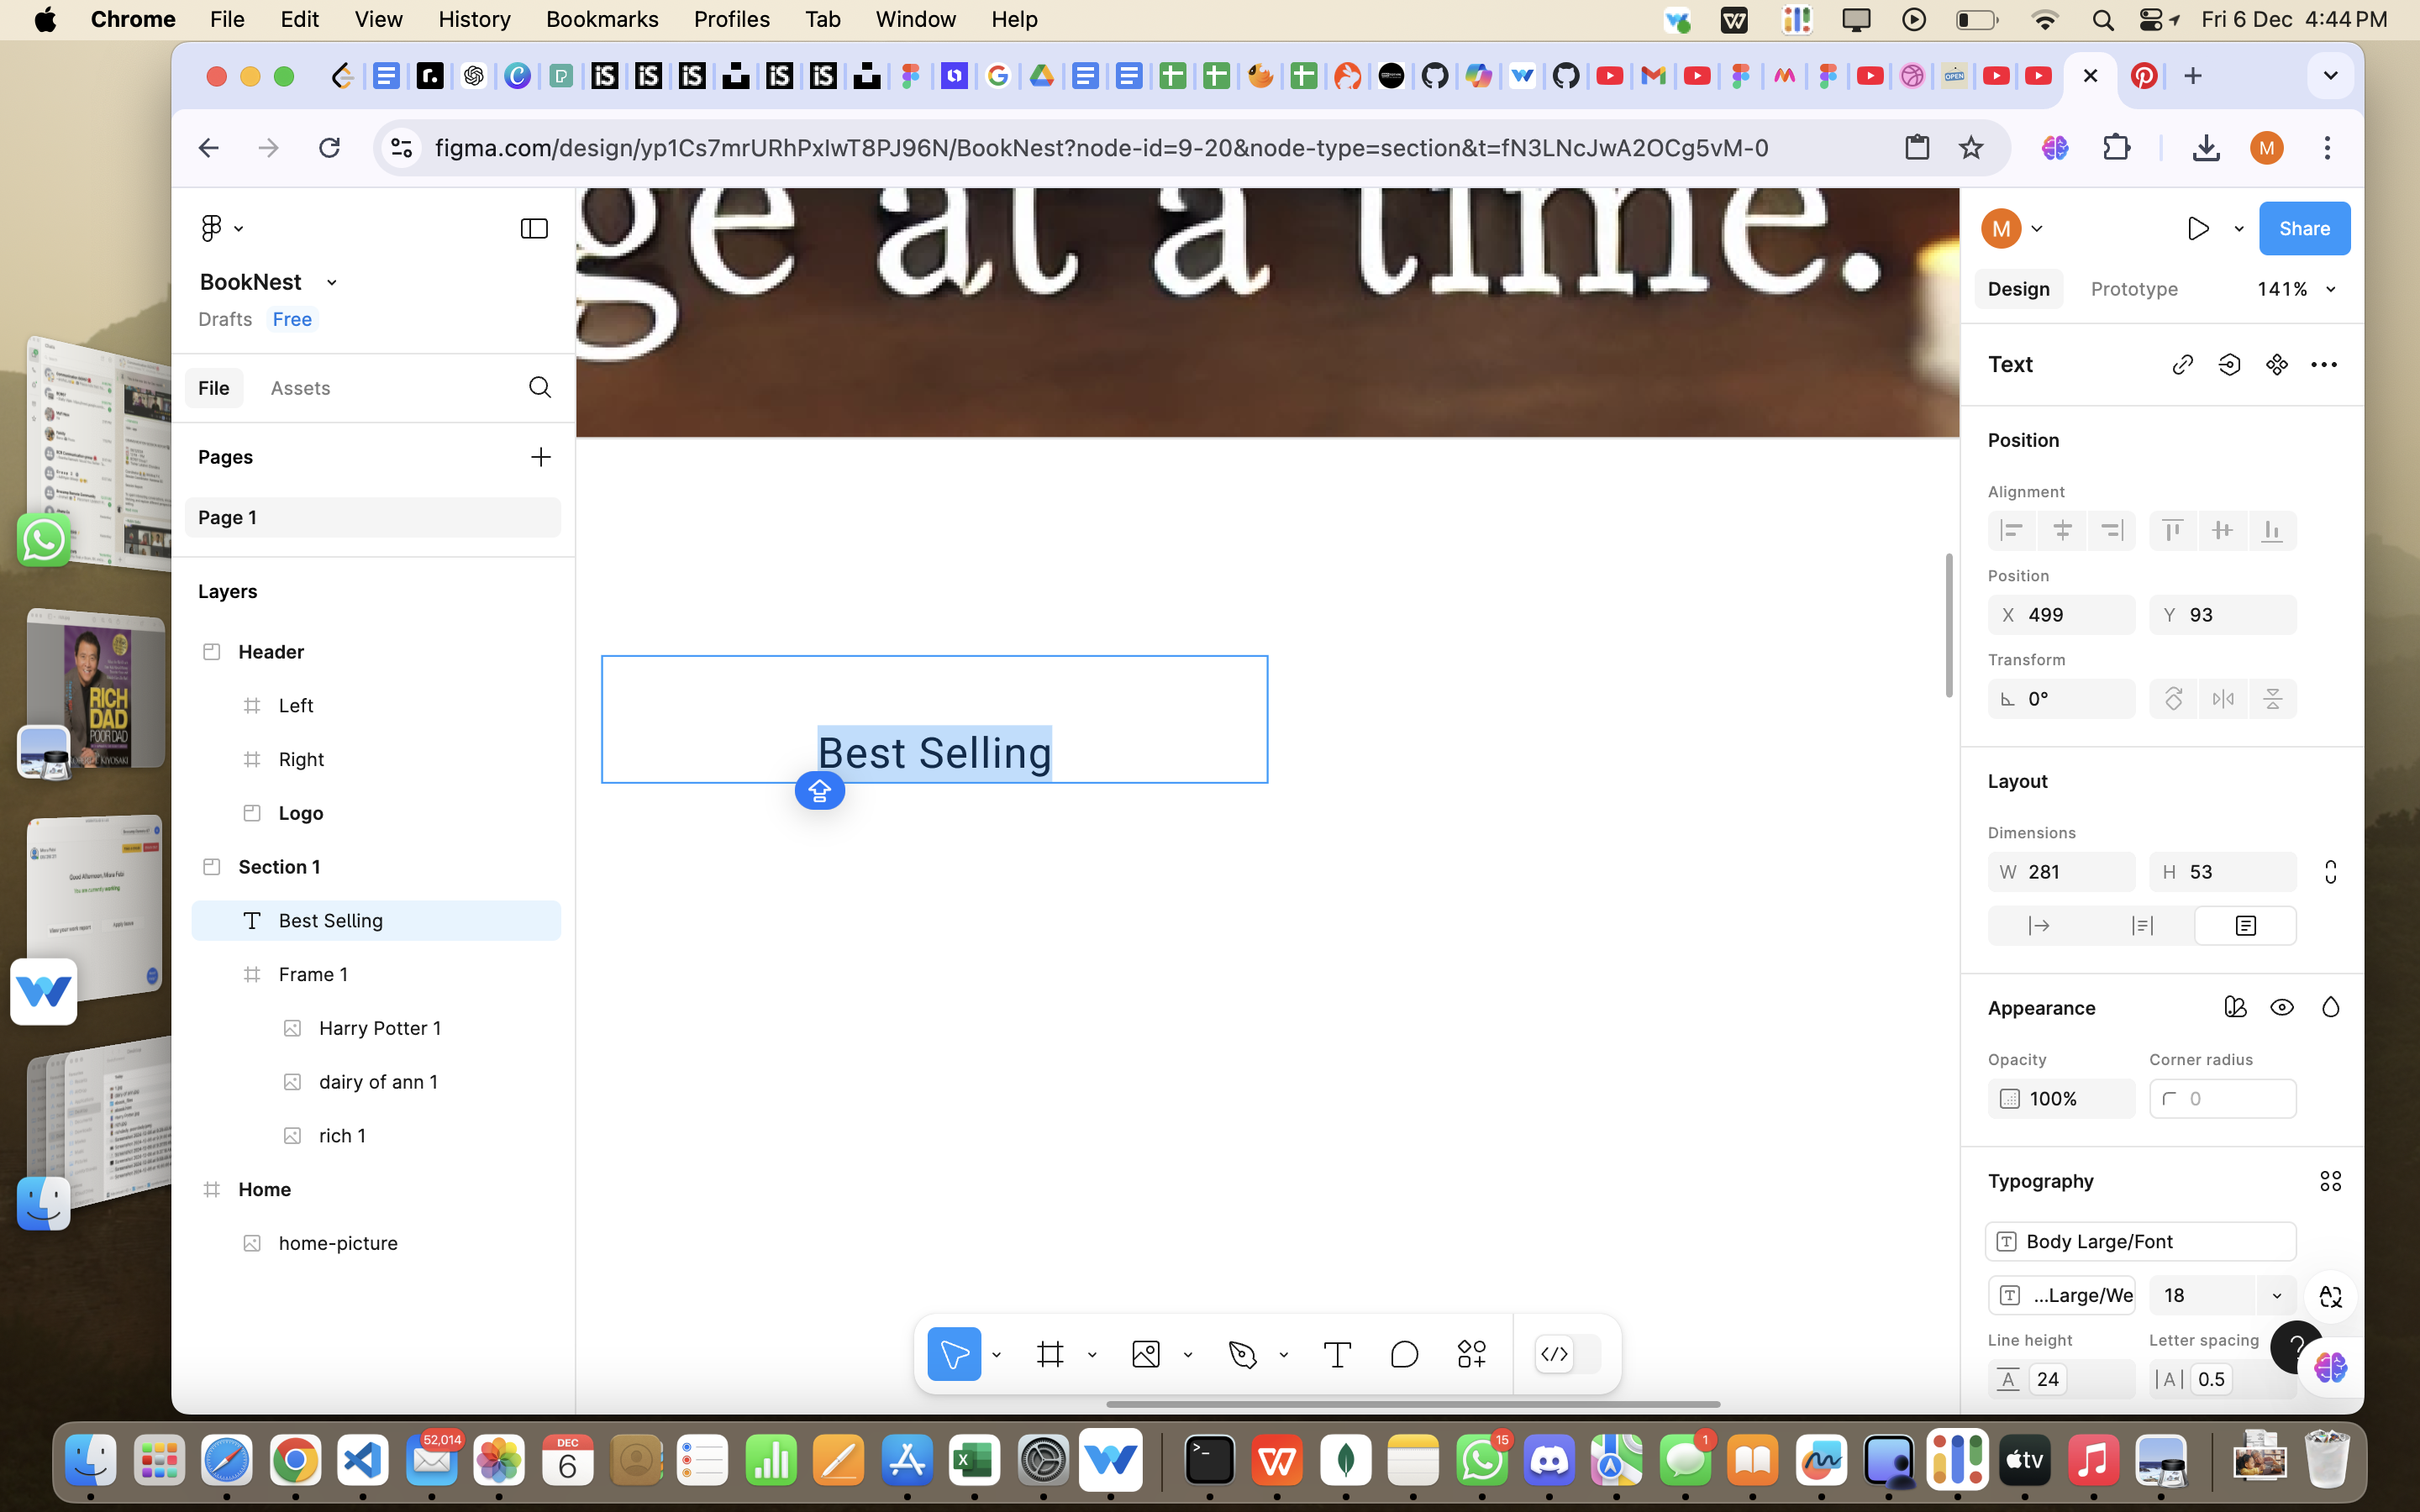 Chrome File Edit View History Bookmarks Profiles Tab Window Help Fri 6 Dec 4:44 PM
figma.com/design/yp1Cs7mrURhPxIwT8PJ96N/BookNest?node-id=9-20&node-type=section&t=fN3LNcJwA2OCg5vM-0 M
ge at a time.
BookNest
Drafts Free
File Assets
Pages
Page 1
Layers
Header
Left
Right
Logo
Section 1
Best Selling
Frame 1
Harry Potter 1
dairy of ann 1
rich 1
Home
home-picture
Best Selling
M Share
Design Prototype 141%
Text
Position
Alignment
Position
X 499 Y 93
Transform
0°
Layout
Dimensions
W 281 H 53
Appearance
Opacity Corner radius
100% 0
Typography
Body Large/Font
...Large/We 18
Line height Letter spacing
24 0.5
RICH
DAD
POOR DAD
52,014
DEC
6
15
1
tv